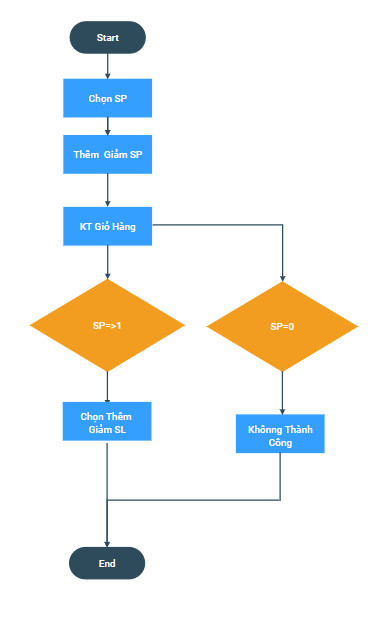 Start
Chọn SP
Thêm Giảm SP
KT Giỏ Hàng
SP=>1
SP=0
Chọn Thêm
Giảm SL
Khônng Thành
Công
End